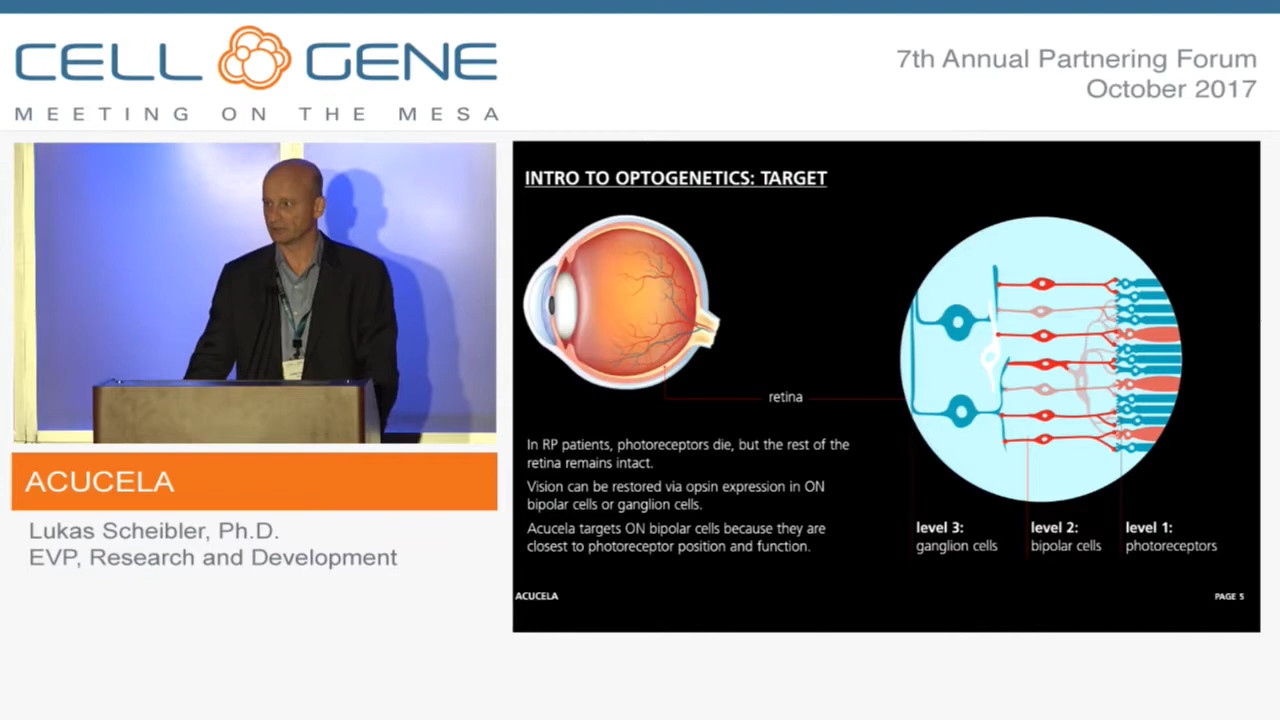 CELL GENE
MEETING ON THE MESA
7th Annual Partnering Forum
October 2017
INTRO TO OPTOGENETICS: TARGET
retina
In RP patients, photoreceptors die, but the rest of the
retina remains intact.
Vision can be restored via opsin expression in ON
bipolar cells or ganglion cells.
Acucela targets ON bipolar cells because they are
closest to photoreceptor position and function.
level 3:
ganglion cells
level 2:
bipolar cells
level 1:
photoreceptors
ACUCELA
PAGE 5
ACUCELA
Lukas Scheibler, Ph.D.
EVP, Research and Development